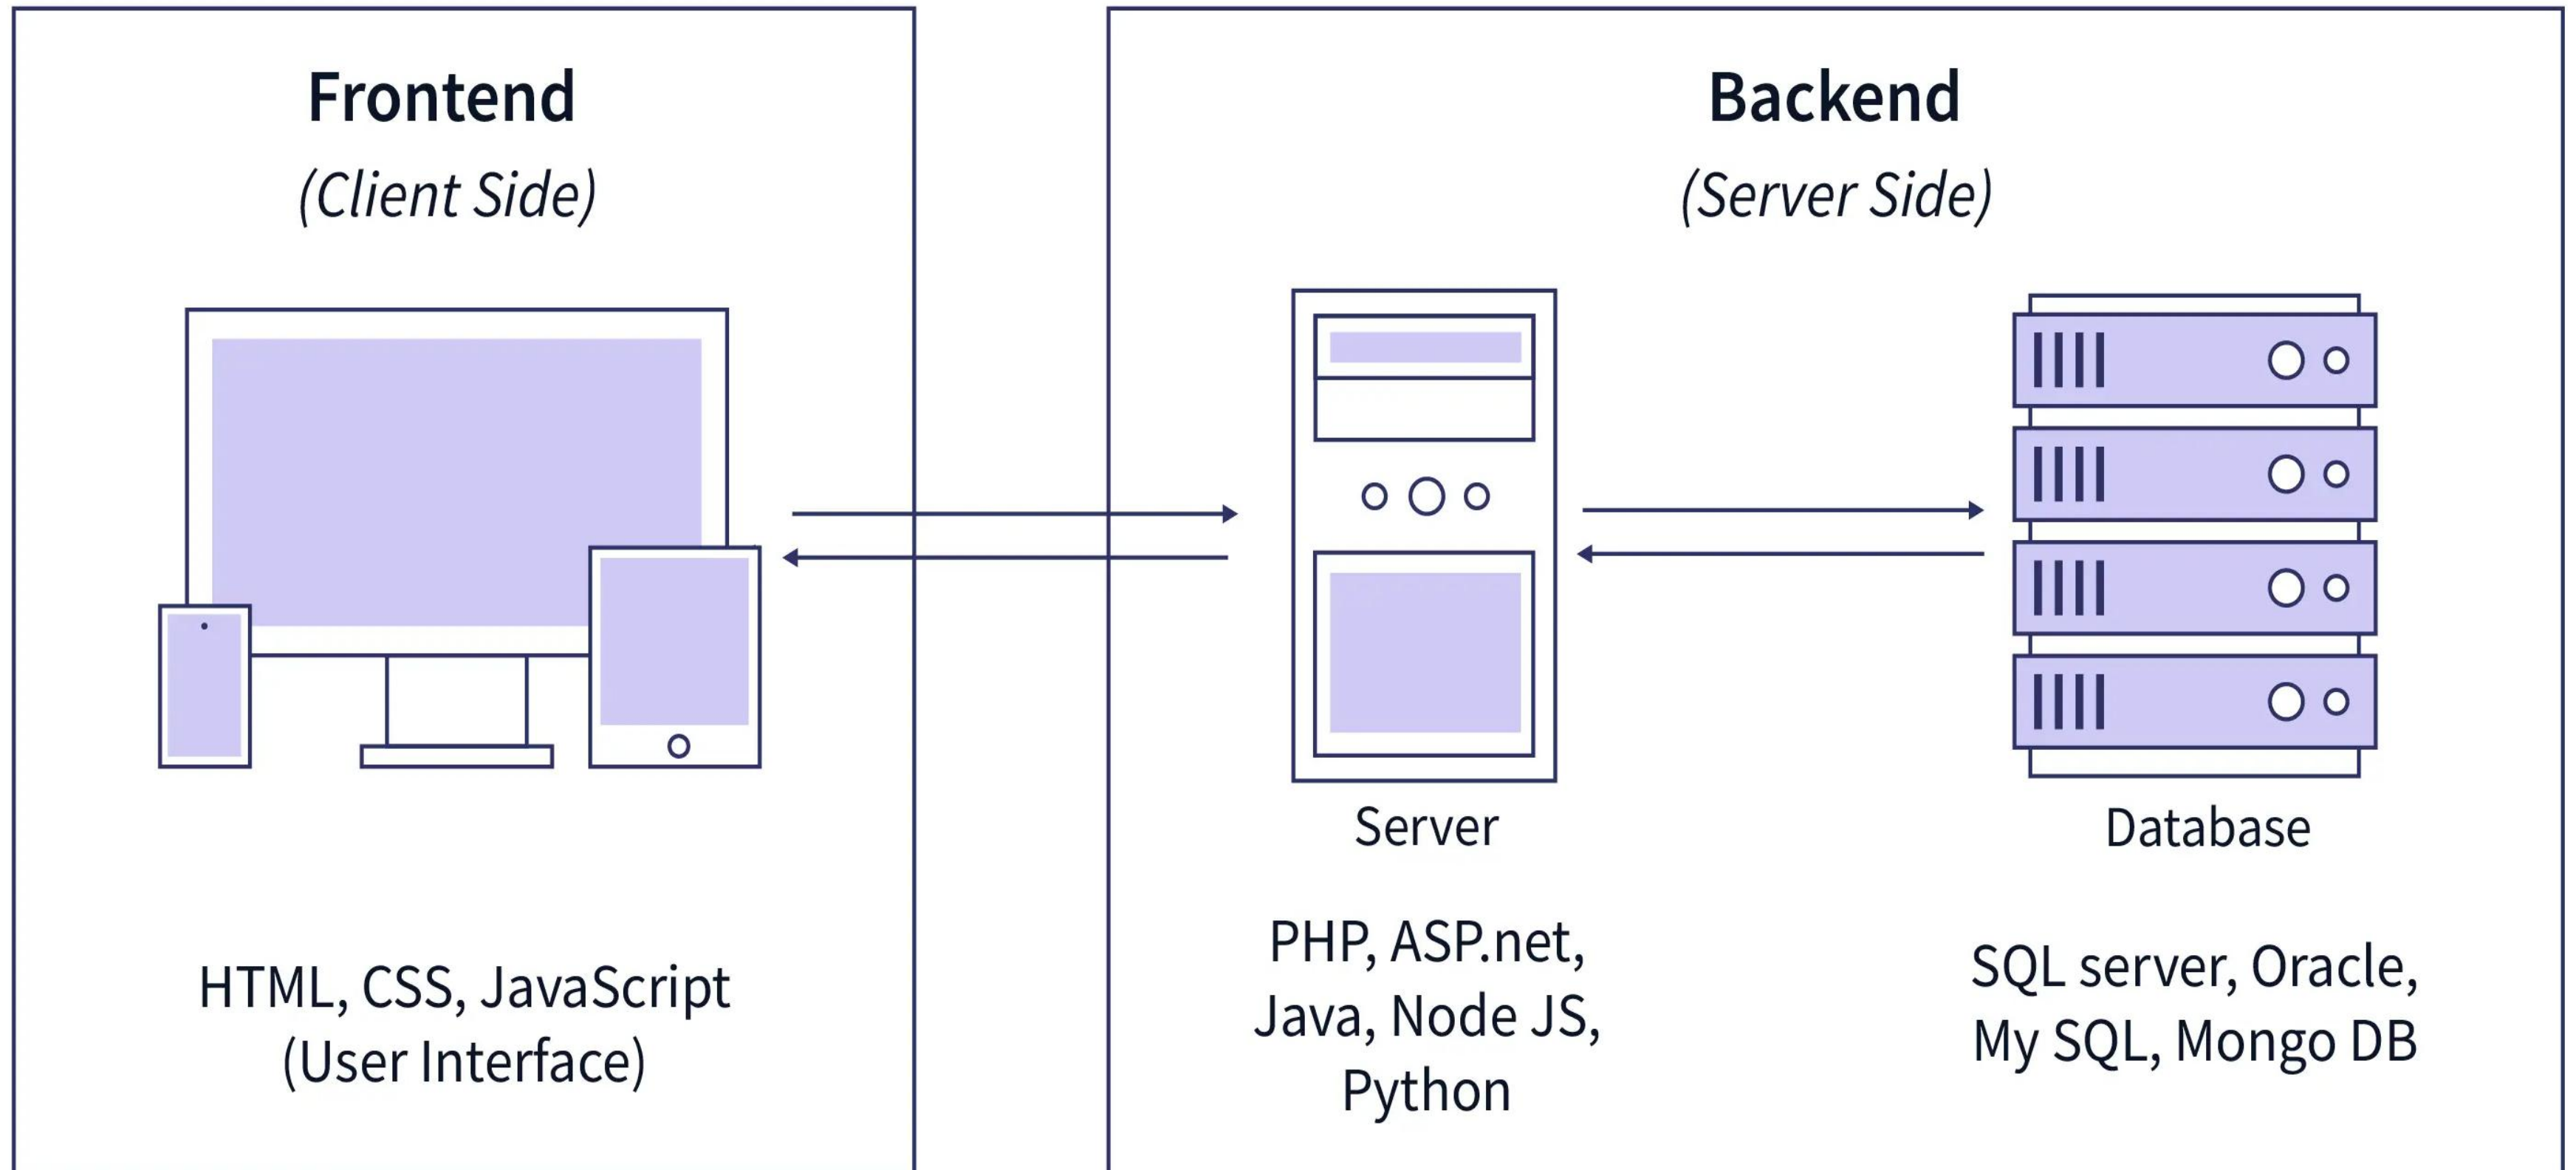 Frontend
(Client Side)
HTML, CSS, JavaScript
(User Interface)
Backend
(Server Side)
Server
PHP, ASP.net,
Java, Node JS,
Python
Database
SQL server, Oracle,
My SQL, Mongo DB